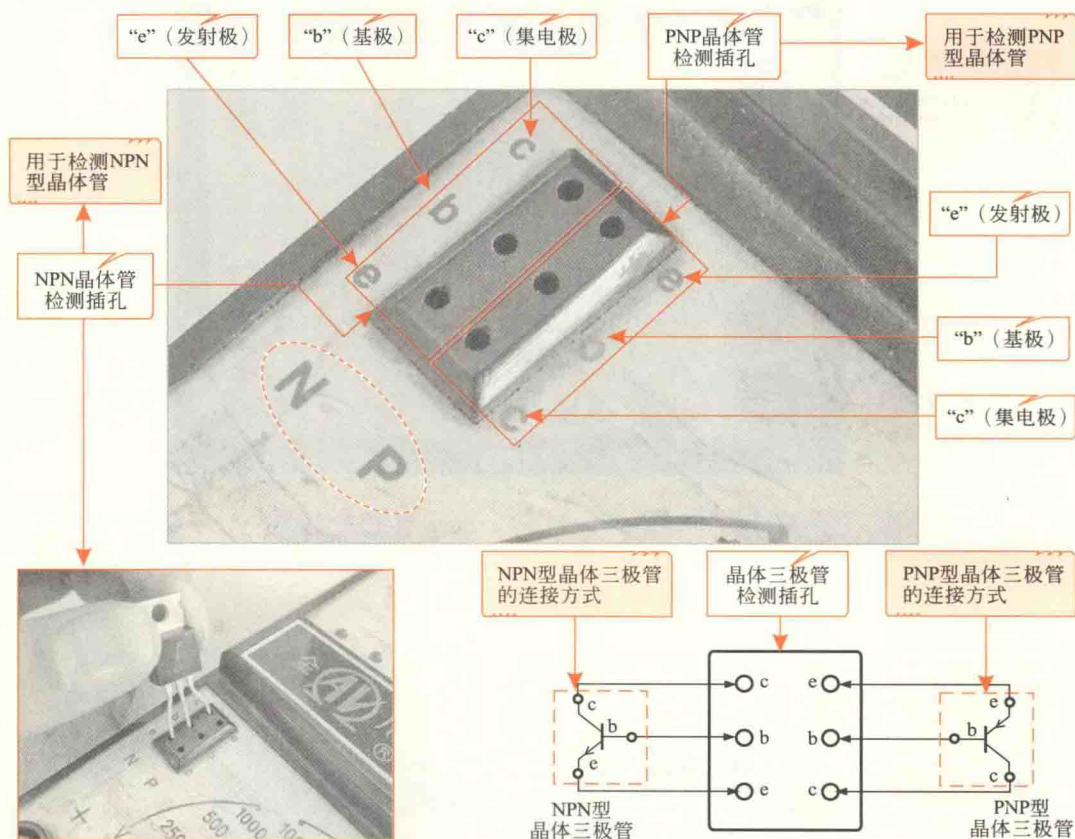 “e”（发射极）
“b”（基极）
“c”（集电极）
PNP晶体管
检测插孔
用于检测PNP
型晶体管
用于检测NPN
型晶体管
NPN晶体管
检测插孔
c
b
e
e
b
c
N
P
“e”（发射极）
“b”（基极）
“c”（集电极）
N
P
+
250
500
1000
NPN型晶体三极管
的连接方式
晶体三极管
检测插孔
PNP型晶体三极管
的连接方式
c
b
e
c
b
e
e
b
c
e
b
c
NPN型
晶体三极管
PNP型
晶体三极管